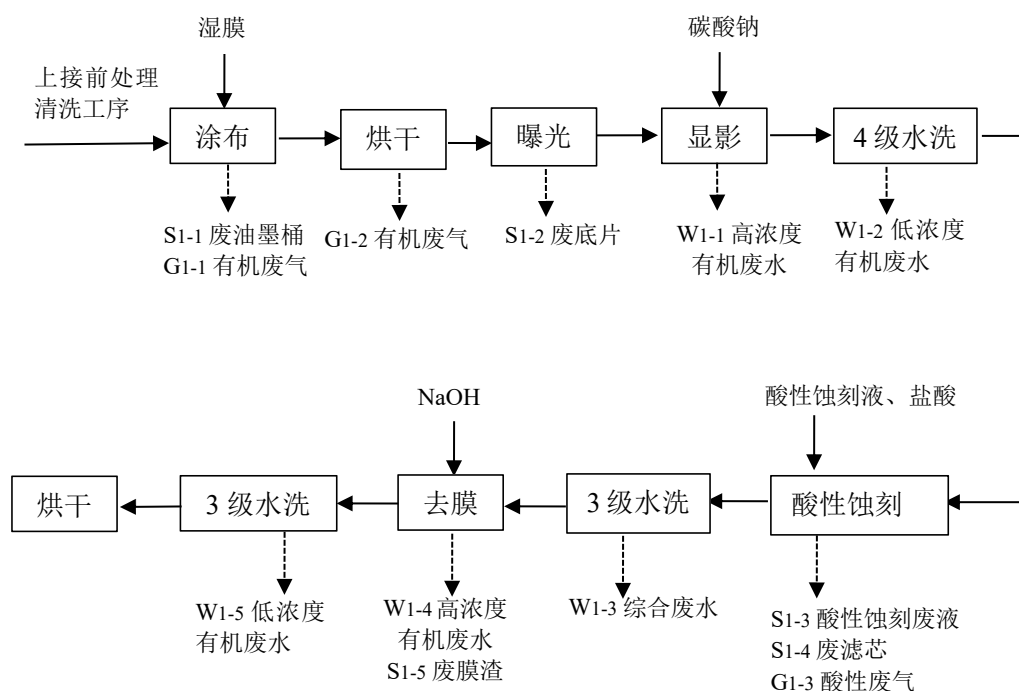 湿膜
碳酸钠
上接前处理
清洗工序
涂布
烘干
曝光
显影
4 级水洗
S1-1 废油墨桶
G1-1 有机废气
G1-2 有机废气
S1-2 废底片
W1-1 高浓度
有机废水
W1-2 低浓度
有机废水
NaOH
酸性蚀刻液、盐酸
烘干
3 级水洗
去膜
3 级水洗
酸性蚀刻
W1-5 低浓度
有机废水
W1-4 高浓度
有机废水
S1-5 废膜渣
W1-3 综合废水
S1-3 酸性蚀刻废液
S1-4 废滤芯
G1-3 酸性废气